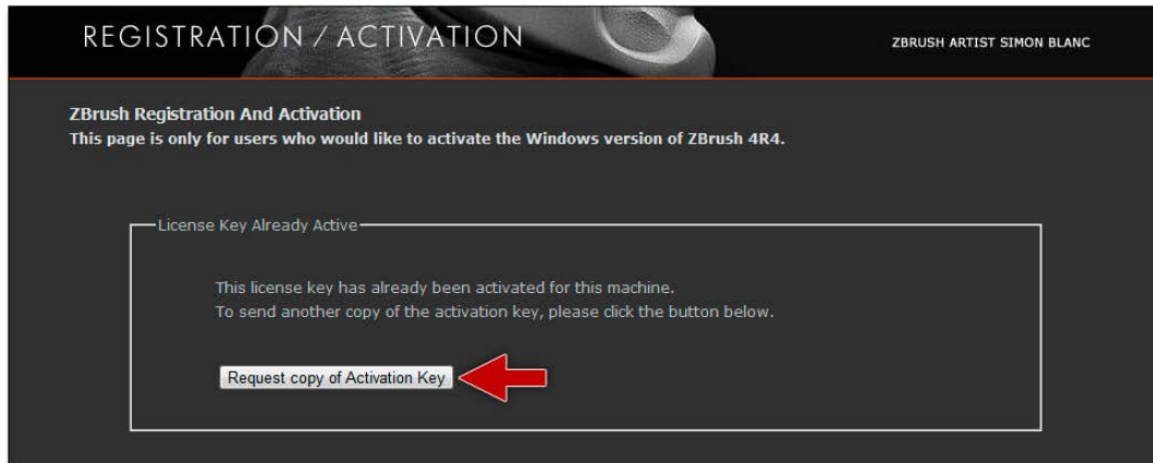 REGISTRATION / ACTIVATION
ZBRUSH ARTIST SIMON BLANC
ZBrush Registration And Activation
This page is only for users who would like to activate the Windows version of ZBrush 4R4.
License Key Already Active
This license key has already been activated for this machine.
To send another copy of the activation key, please click the button below.
Request copy of Activation Key